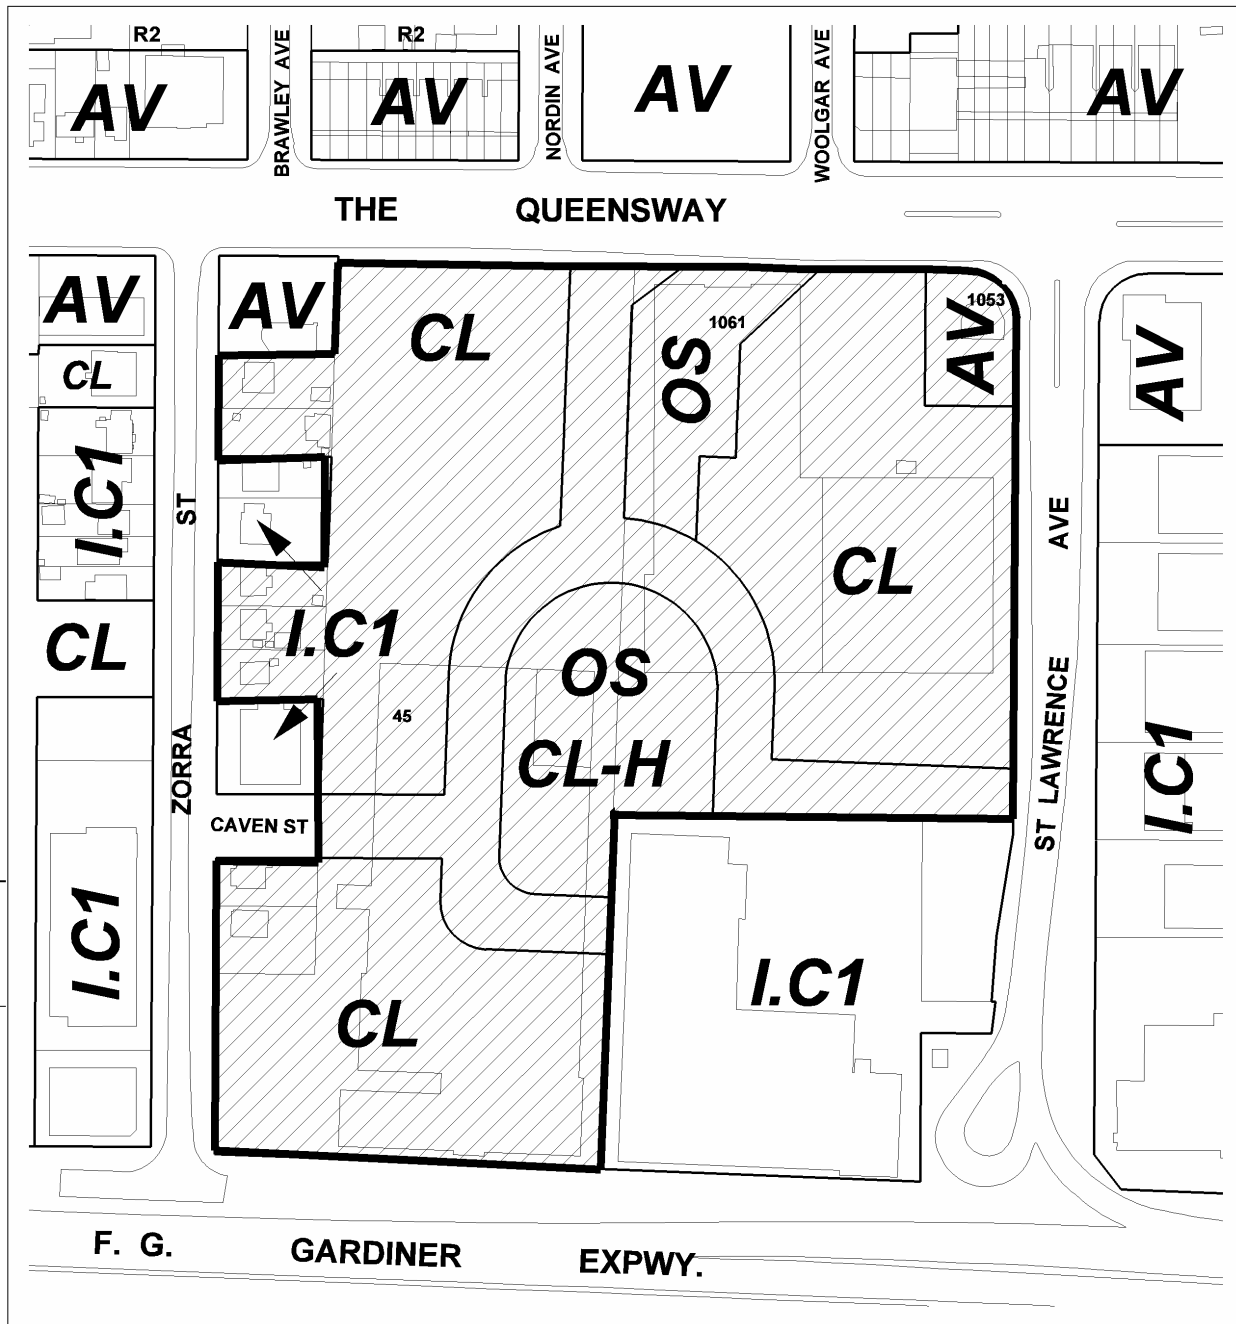 R2
R2
AV
AV
AV
AV
BRAWLEY AVE
NORDIN AVE
WOOLGAR AVE
THE QUEENSWAY
AV
AV
CL
OS
1061
AV
1053
AV
CL
I.C1
ZORRA ST
I.C1
CL
CL
OS
CL-H
45
CAVEN ST
ST LAWRENCE AVE
I.C1
I.C1
CL
I.C1
F. G. GARDINER EXPWY.